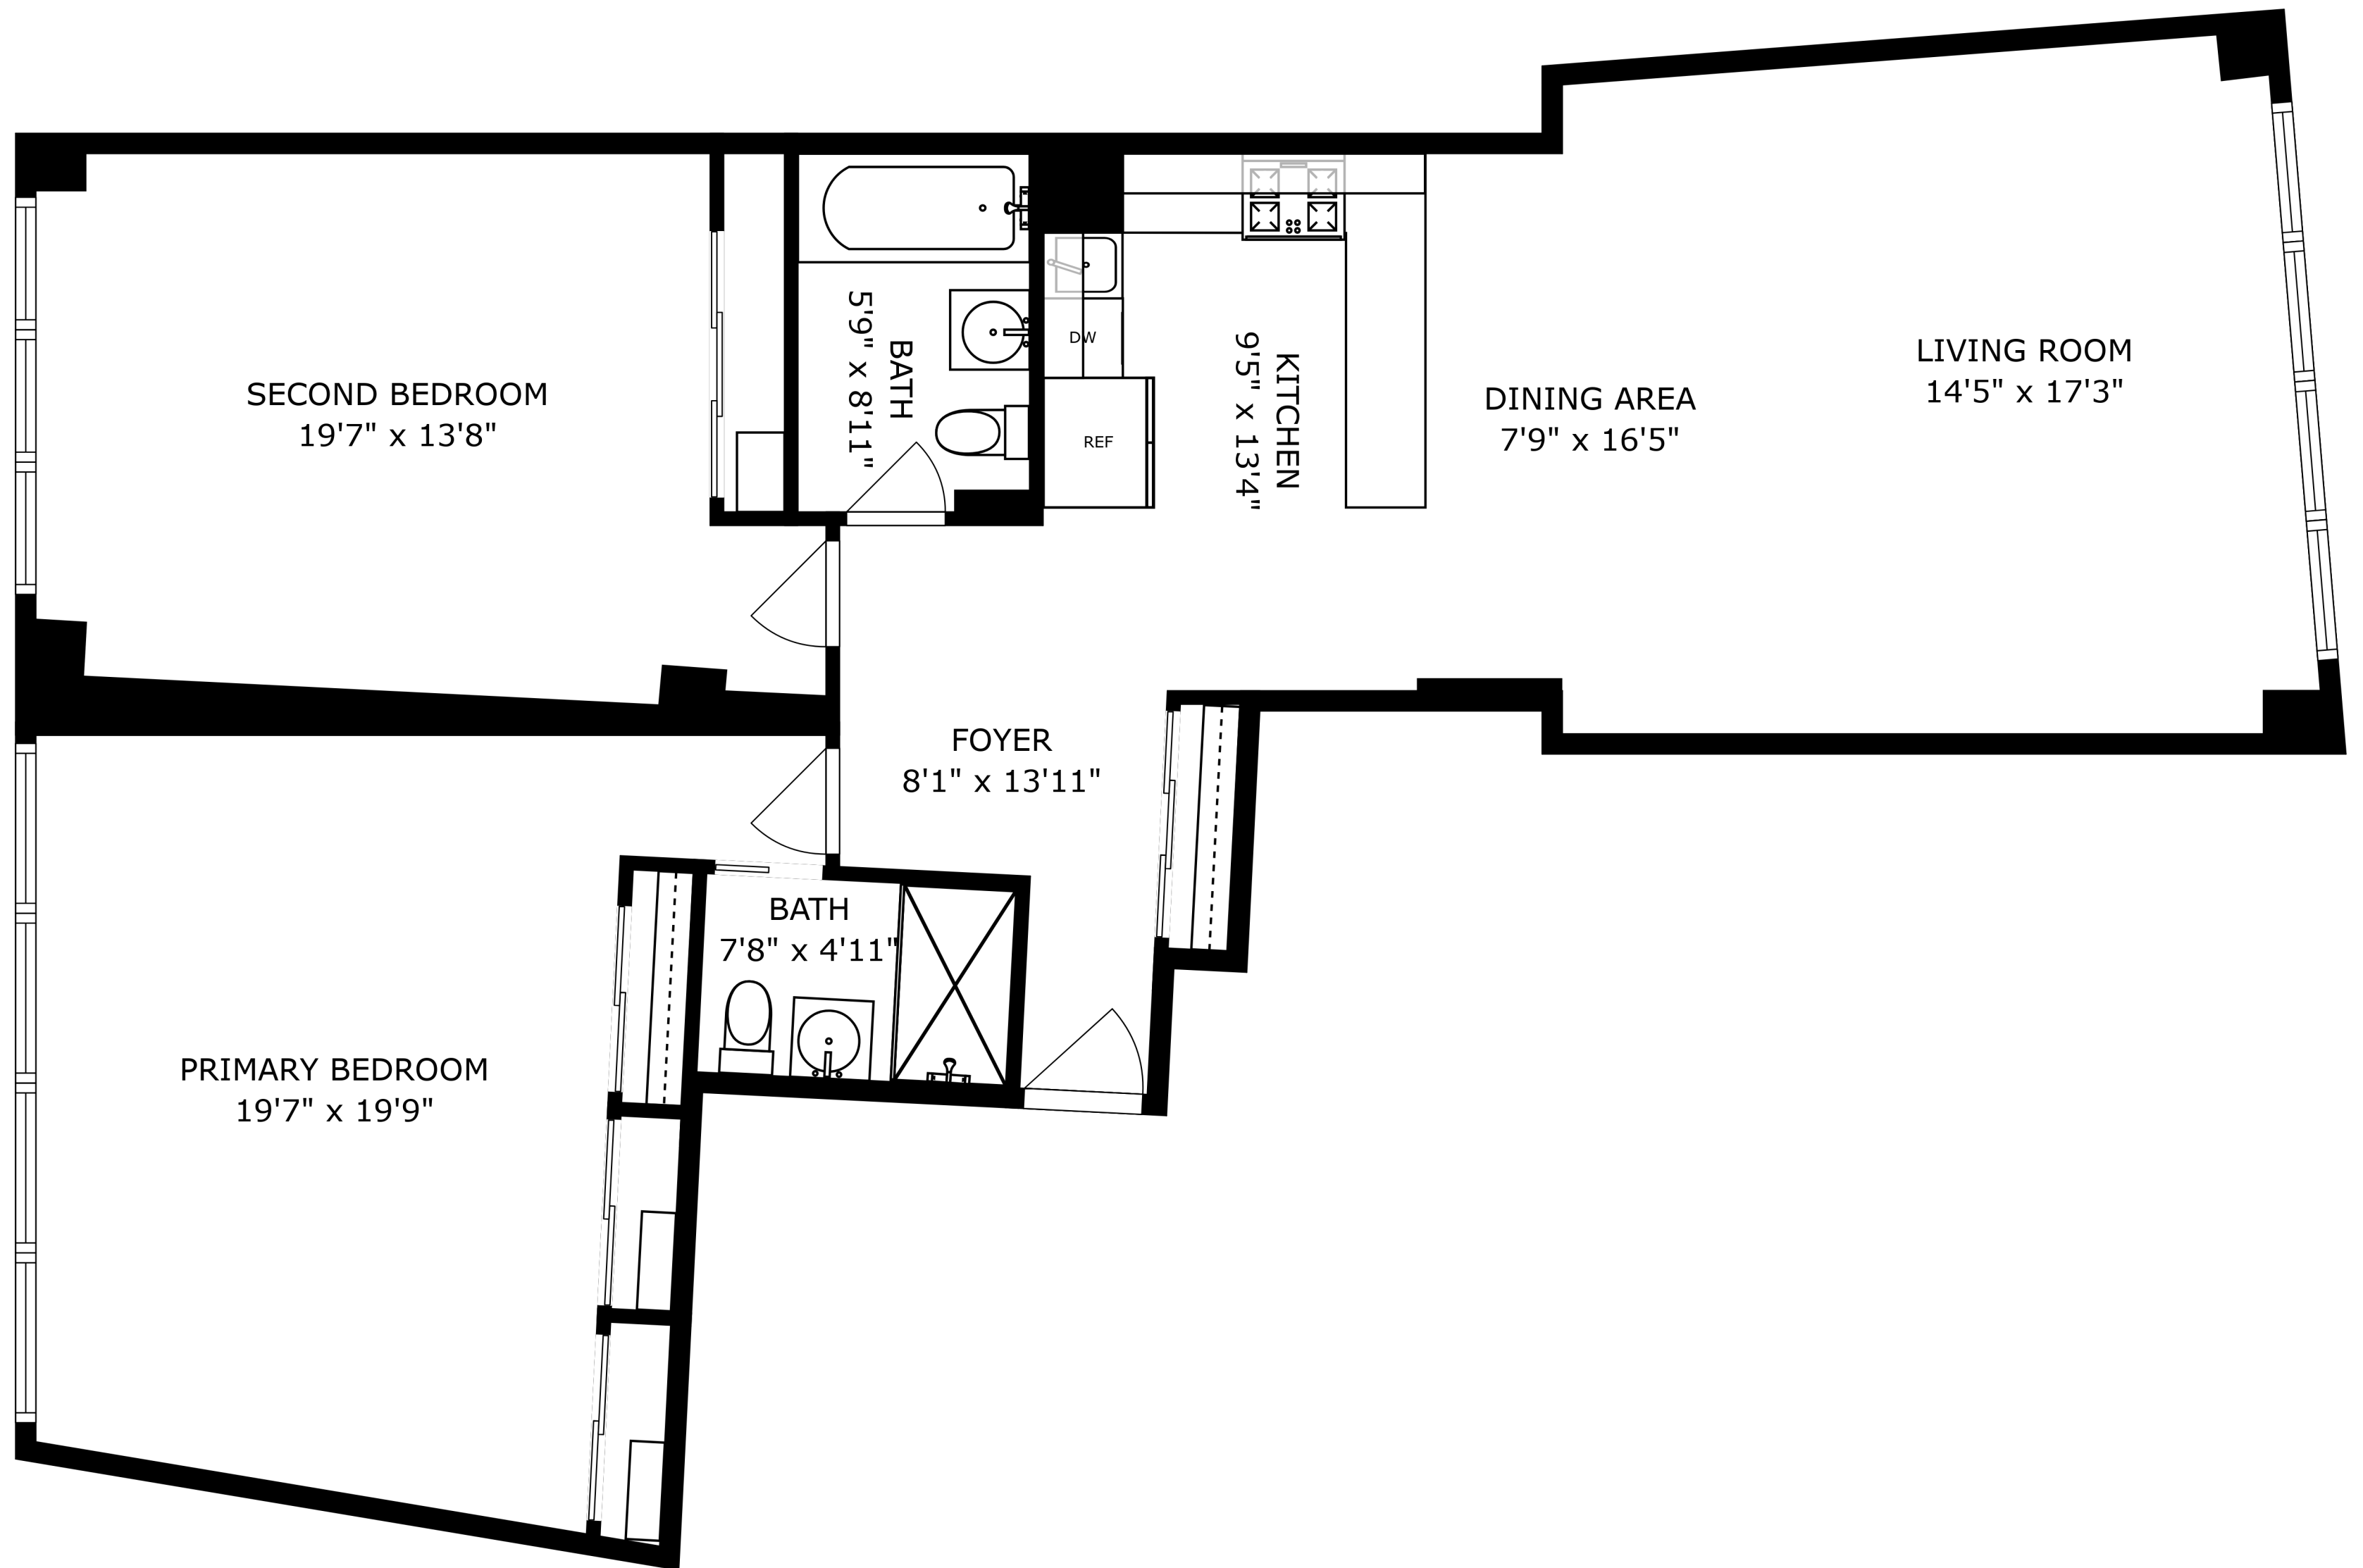 SECOND BEDROOM
19'7" x 13'8"
BATH
5'9" x 8'11"
DW
REF
KITCHEN
9'5" x 13'4"
DINING AREA
7'9" x 16'5"
LIVING ROOM
14'5" x 17'3"
FOYER
8'1" x 13'11"
BATH
7'8" x 4'11"
PRIMARY BEDROOM
19'7" x 19'9"